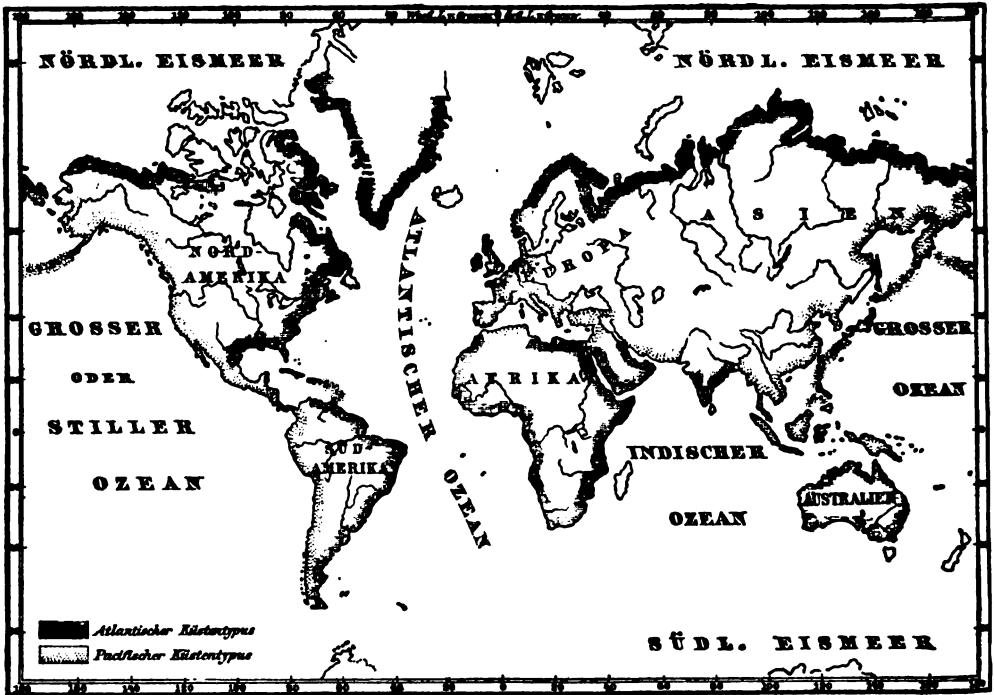 NÖRDL. EISMEER
NÖRDL. EISMEER
ASIEN
NORD-
AMERIKA
EUROPA
ATLANTISCHER
OZEAN
GROSSER
ODER
STILLER
OZEAN
GROSSER
OZEAN
AFRIKA
SÜD-
AMERIKA
INDISCHER
OZEAN
AUSTRALIEN
Atlantischer Küstentypus
Pacifischer Küstentypus
SÜDL. EISMEER